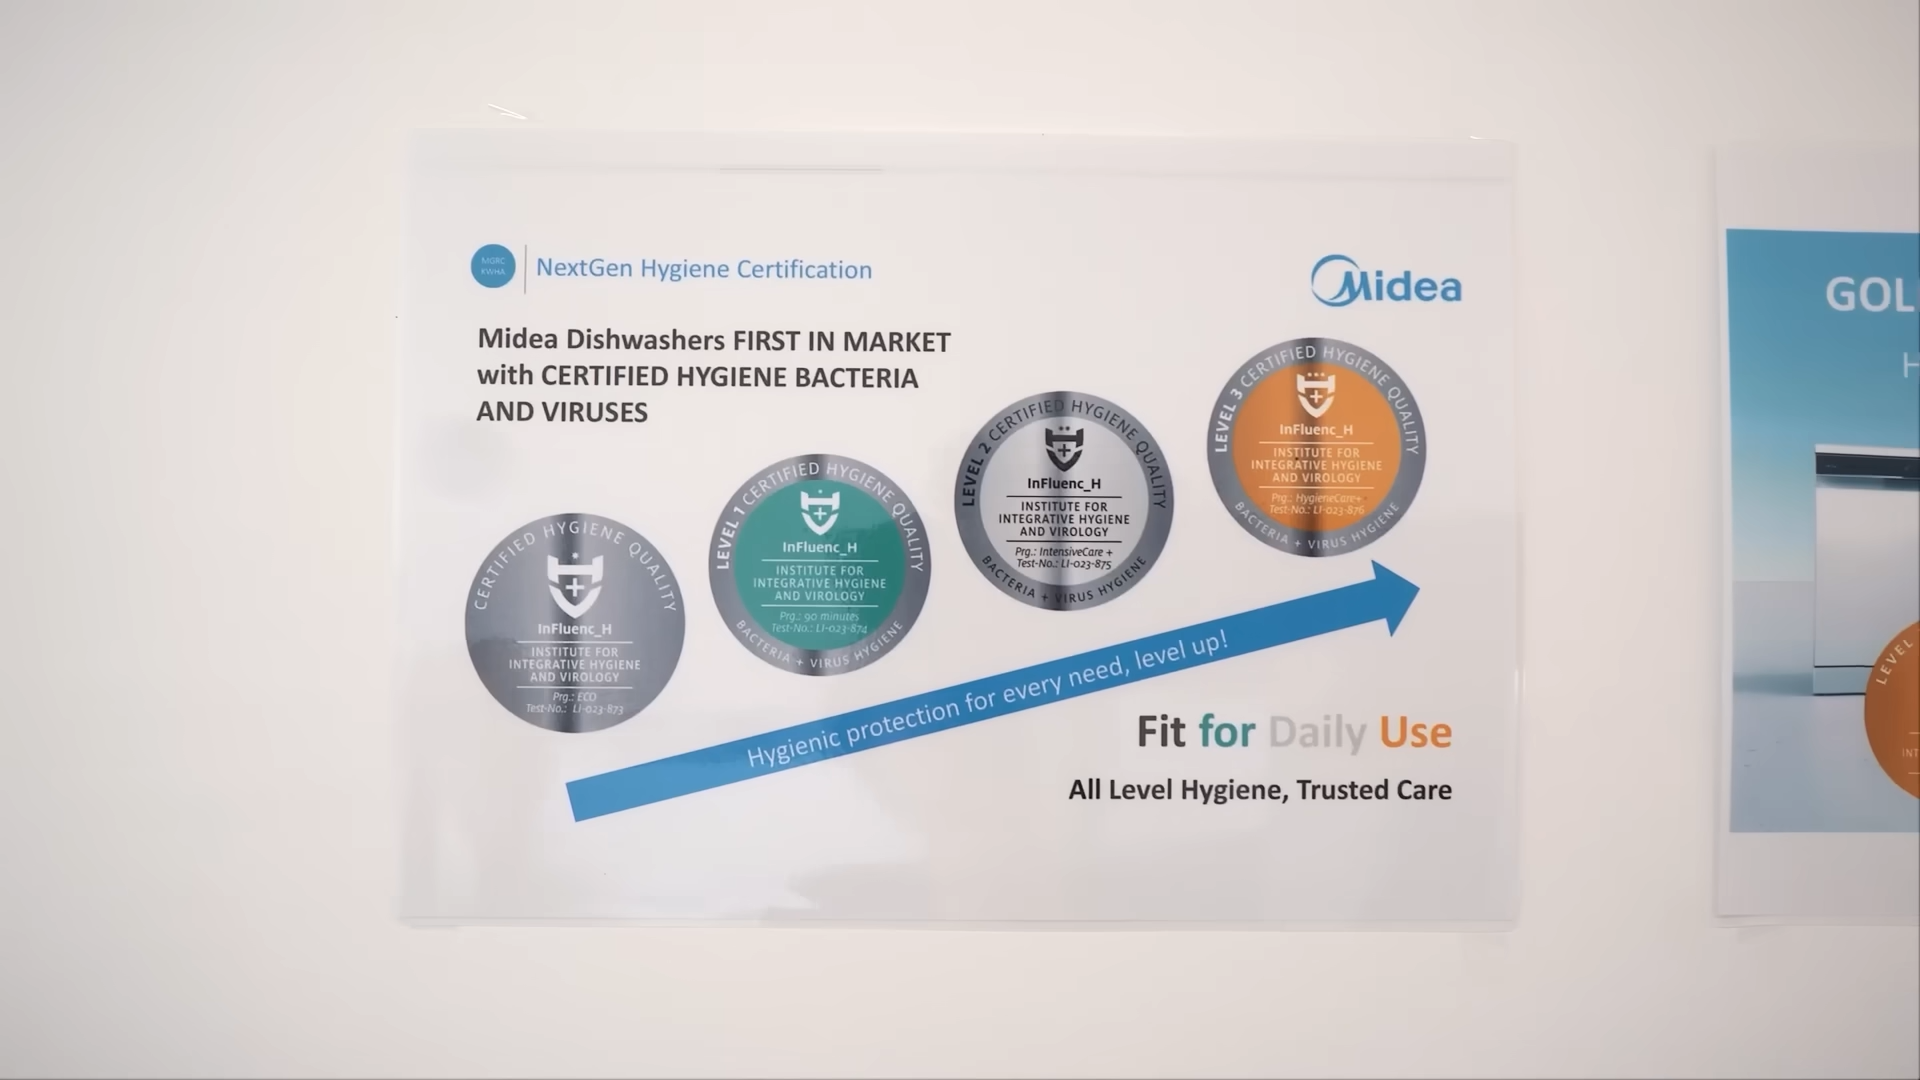 MGRC
KWHA
NextGen Hygiene Certification
Midea
Midea Dishwashers FIRST IN MARKET
with CERTIFIED HYGIENE BACTERIA
AND VIRUSES
CERTIFIED HYGIENE QUALITY
InFluenc_H
INSTITUTE FOR
INTEGRATIVE HYGIENE
AND VIROLOGY
Prg.: ECO
Test-No.: LI-023-873
LEVEL 1 CERTIFIED HYGIENE QUALITY
InFluenc_H
INSTITUTE FOR
INTEGRATIVE HYGIENE
AND VIROLOGY
Prg.: 90 minutes
Test-No.: LI-023-874
BACTERIA + VIRUS HYGIENE
LEVEL 2 CERTIFIED HYGIENE QUALITY
InFluenc_H
INSTITUTE FOR
INTEGRATIVE HYGIENE
AND VIROLOGY
Prg.: IntensiveCare +
Test-No.: LI-023-875
BACTERIA + VIRUS HYGIENE
LEVEL 3 CERTIFIED HYGIENE QUALITY
InFluenc_H
INSTITUTE FOR
INTEGRATIVE HYGIENE
AND VIROLOGY
Prg.: HygieneCare+
Test-No.: LI-023-876
BACTERIA + VIRUS HYGIENE
Hygienic protection for every need, level up!
Fit for Daily Use
All Level Hygiene, Trusted Care
GOL
H
LEVEL
INT